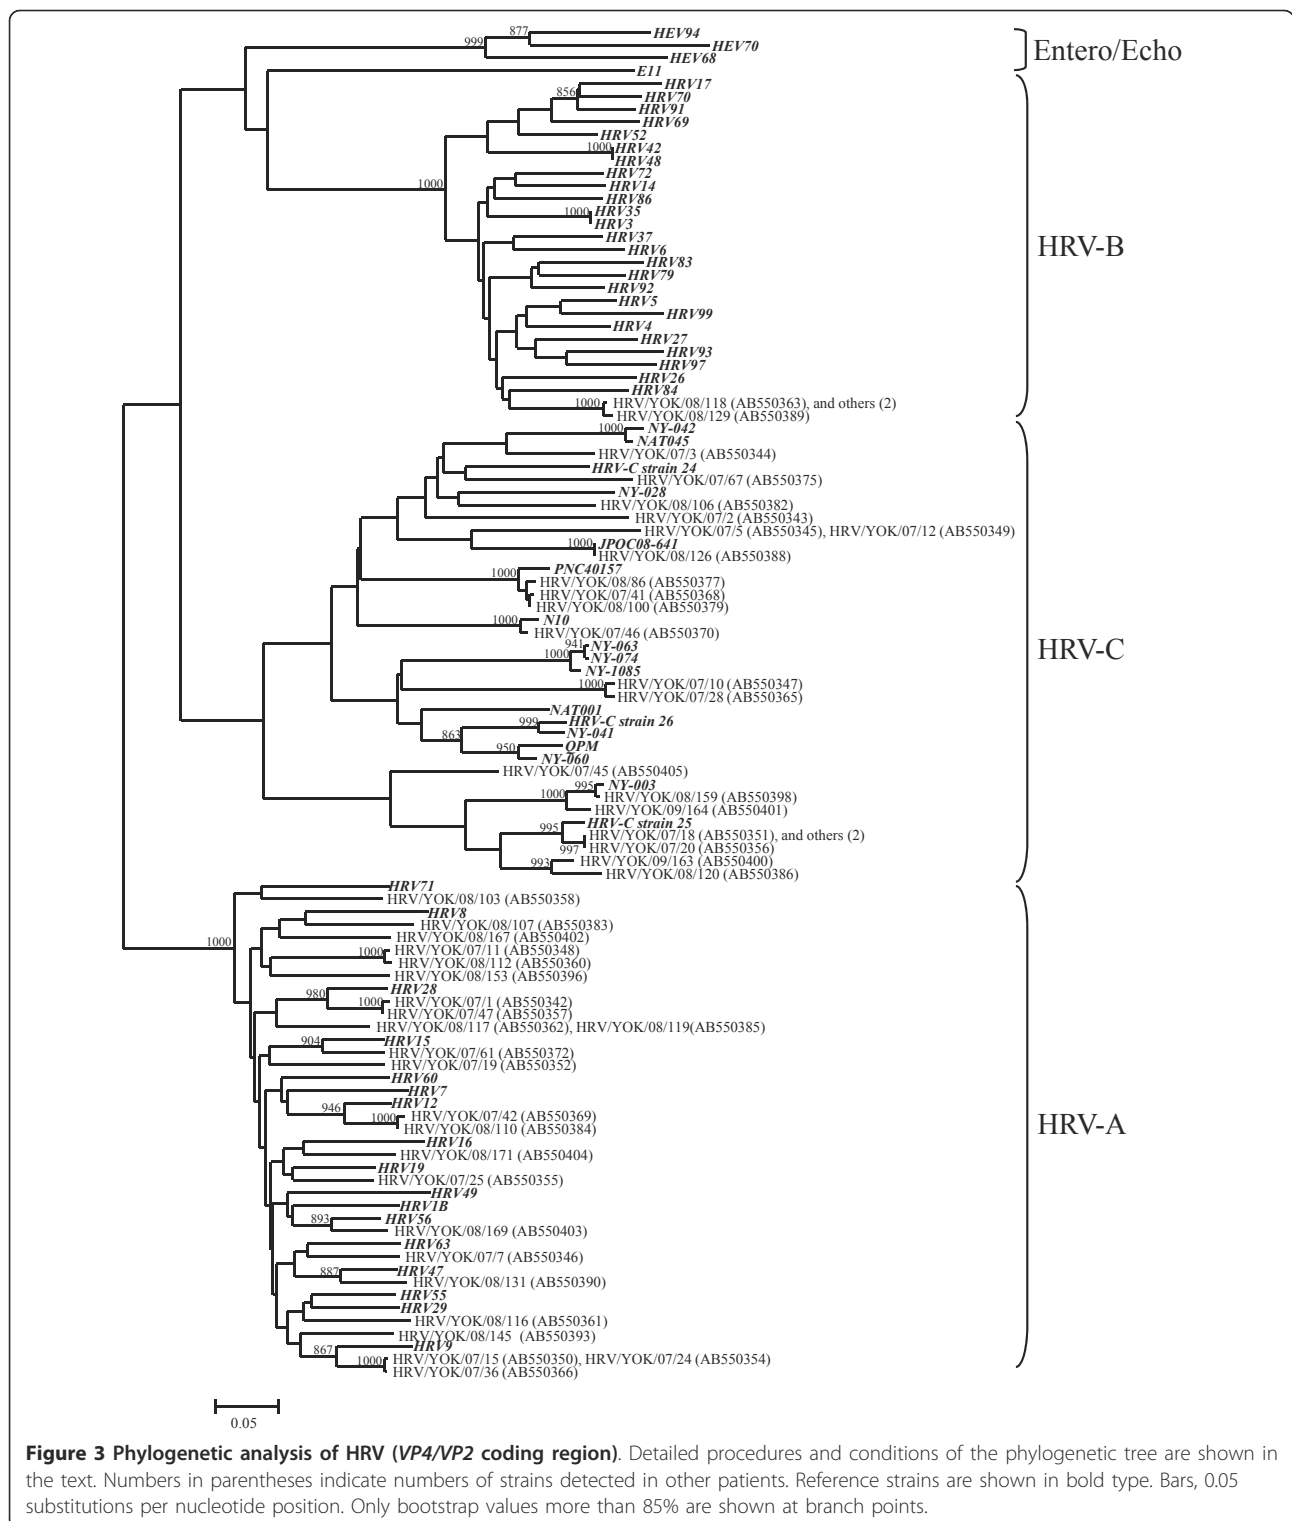 877
HEV94
999
HEV70
HEV68
Entero/Echo
E11
HRV17
856
HRV70
HRV91
HRV69
HRV52
1000
HRV42
HRV48
HRV72
1000
HRV14
HRV86
1000
HRV35
HRV3
HRV37
HRV6
HRV-B
HRV83
HRV79
HRV92
HRV5
HRV99
HRV4
HRV27
HRV93
HRV97
HRV26
HRV84
1000
HRV/YOK/08/118 (AB550363), and others (2)
HRV/YOK/08/129 (AB550389)
1000
NY-042
NAT045
HRV/YOK/07/3 (AB550344)
HRV-C strain 24
HRV/YOK/07/67 (AB550375)
NY-028
HRV/YOK/08/106 (AB550382)
HRV/YOK/07/2 (AB550343)
HRV/YOK/07/5 (AB550345), HRV/YOK/07/12 (AB550349)
1000
JPOC08-641
HRV/YOK/08/126 (AB550388)
1000
PNC40157
HRV/YOK/08/86 (AB550377)
HRV/YOK/07/41 (AB550368)
HRV/YOK/08/100 (AB550379)
1000
N10
HRV/YOK/07/46 (AB550370)
941
NY-063
1000
NY-074
NY-1085
HRV-C
1000
HRV/YOK/07/10 (AB550347)
HRV/YOK/07/28 (AB550365)
NAT001
999
HRV-C strain 26
863
NY-041
950
QPM
NY-060
HRV/YOK/07/45 (AB550405)
995
NY-003
1000
HRV/YOK/08/159 (AB550398)
HRV/YOK/09/164 (AB550401)
995
HRV-C strain 25
HRV/YOK/07/18 (AB550351), and others (2)
997
HRV/YOK/07/20 (AB550356)
993
HRV/YOK/09/163 (AB550400)
HRV/YOK/08/120 (AB550386)
HRV71
HRV/YOK/08/103 (AB550358)
HRV8
HRV/YOK/08/107 (AB550383)
1000
HRV/YOK/08/167 (AB550402)
1000
HRV/YOK/07/11 (AB550348)
HRV/YOK/08/112 (AB550360)
HRV/YOK/08/153 (AB550396)
980
HRV28
1000
HRV/YOK/07/1 (AB550342)
HRV/YOK/07/47 (AB550357)
HRV/YOK/08/117 (AB550362), HRV/YOK/08/119(AB550385)
904
HRV15
HRV/YOK/07/61 (AB550372)
HRV/YOK/07/19 (AB550352)
HRV60
HRV7
946
HRV12
1000
HRV/YOK/07/42 (AB550369)
HRV/YOK/08/110 (AB550384)
HRV-A
HRV16
HRV/YOK/08/171 (AB550404)
HRV19
HRV/YOK/07/25 (AB550355)
HRV49
HRV1B
893
HRV56
HRV/YOK/08/169 (AB550403)
HRV63
HRV/YOK/07/7 (AB550346)
887
HRV47
HRV/YOK/08/131 (AB550390)
HRV55
HRV29
HRV/YOK/08/116 (AB550361)
HRV/YOK/08/145 (AB550393)
867
HRV9
1000
HRV/YOK/07/15 (AB550350), HRV/YOK/07/24 (AB550354)
HRV/YOK/07/36 (AB550366)
0.05
Figure 3 Phylogenetic analysis of HRV (VP4/VP2 coding region). Detailed procedures and conditions of the phylogenetic tree are shown in
the text. Numbers in parentheses indicate numbers of strains detected in other patients. Reference strains are shown in bold type. Bars, 0.05
substitutions per nucleotide position. Only bootstrap values more than 85% are shown at branch points.